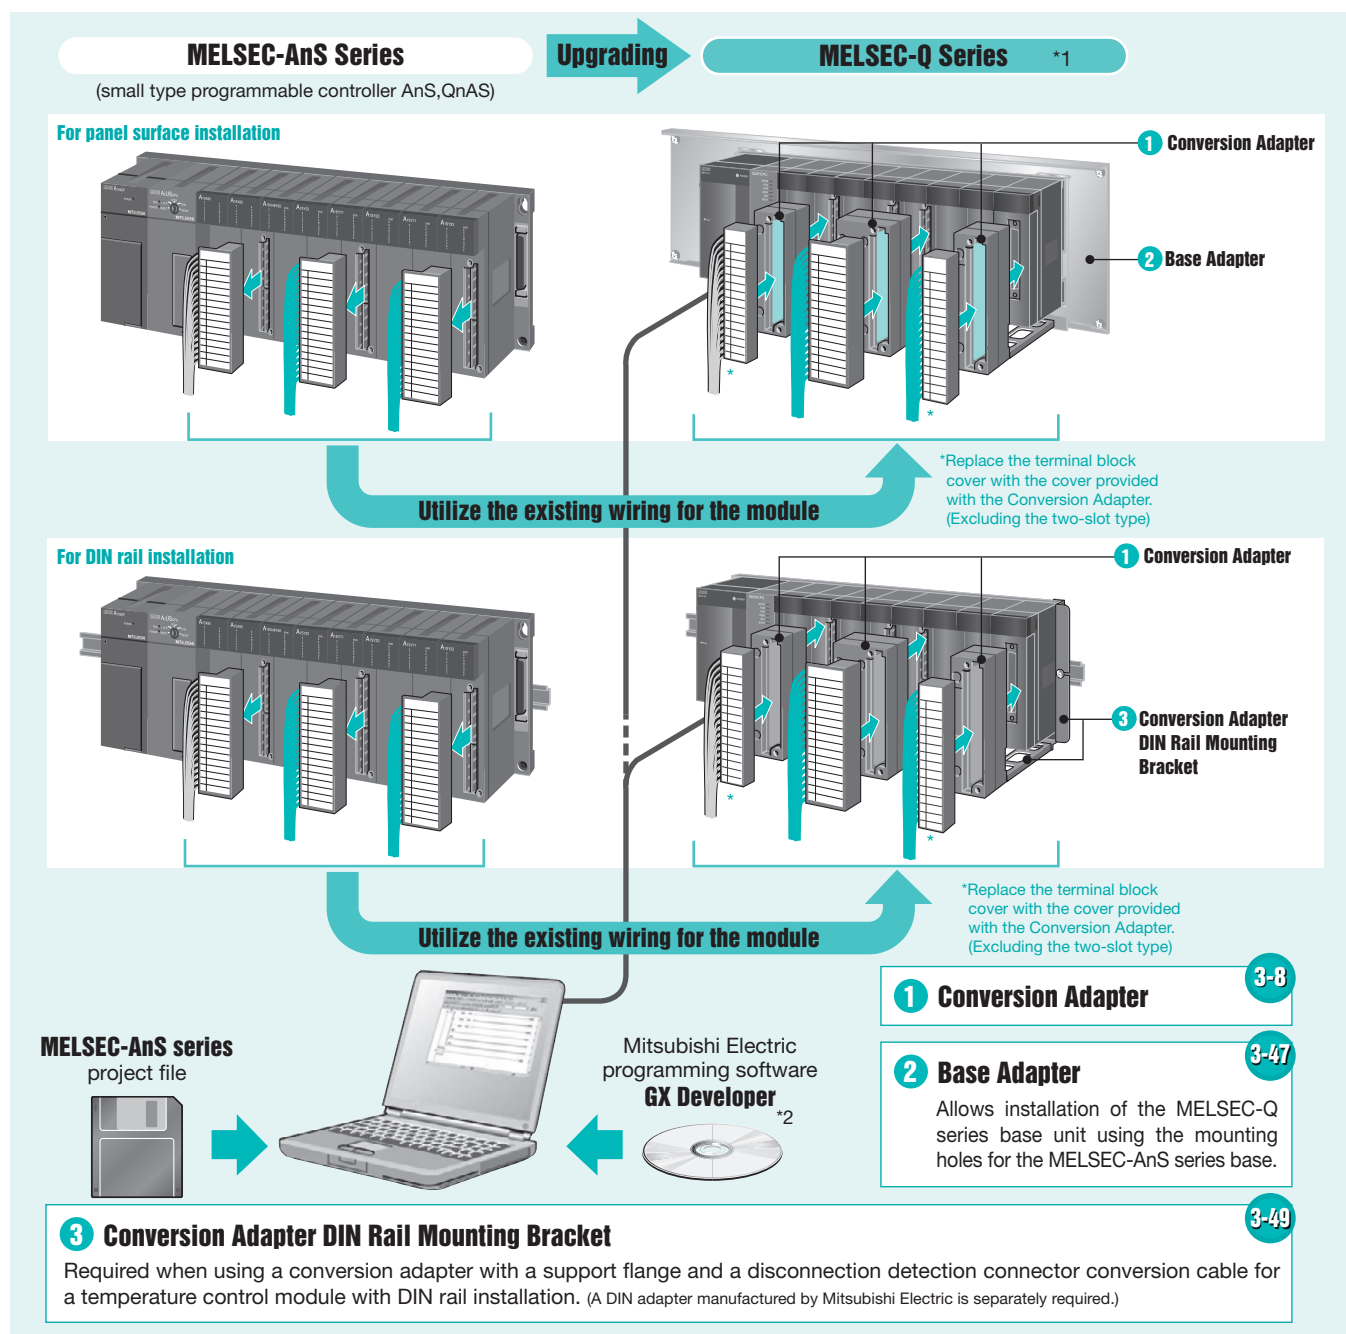 MELSEC-AnS Series
Upgrading
MELSEC-Q Series *1
(small type programmable controller AnS,QnAS)
For panel surface installation
1 Conversion Adapter
2 Base Adapter
*
*
*Replace the terminal block
cover with the cover provided
with the Conversion Adapter.
(Excluding the two-slot type)
Utilize the existing wiring for the module
For DIN rail installation
1 Conversion Adapter
3 Conversion Adapter
DIN Rail Mounting
Bracket
*
*
*Replace the terminal block
cover with the cover provided
with the Conversion Adapter.
(Excluding the two-slot type)
Utilize the existing wiring for the module
MELSEC-AnS series
project file
Mitsubishi Electric
programming software
GX Developer
*2
3-8
1 Conversion Adapter
3-47
2 Base Adapter
Allows installation of the MELSEC-Q
series base unit using the mounting
holes for the MELSEC-AnS series base.
3-49
3 Conversion Adapter DIN Rail Mounting Bracket
Required when using a conversion adapter with a support flange and a disconnection detection connector conversion cable for
a temperature control module with DIN rail installation. (A DIN adapter manufactured by Mitsubishi Electric is separately required.)